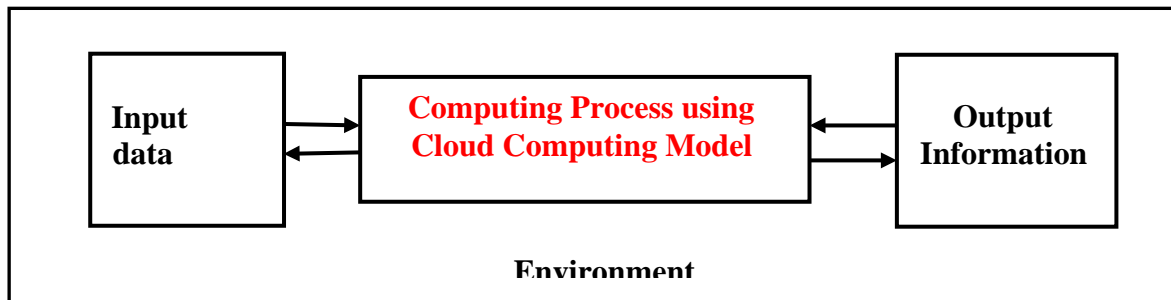 Input
data
Computing Process using
Cloud Computing Model
Output
Information
Environment